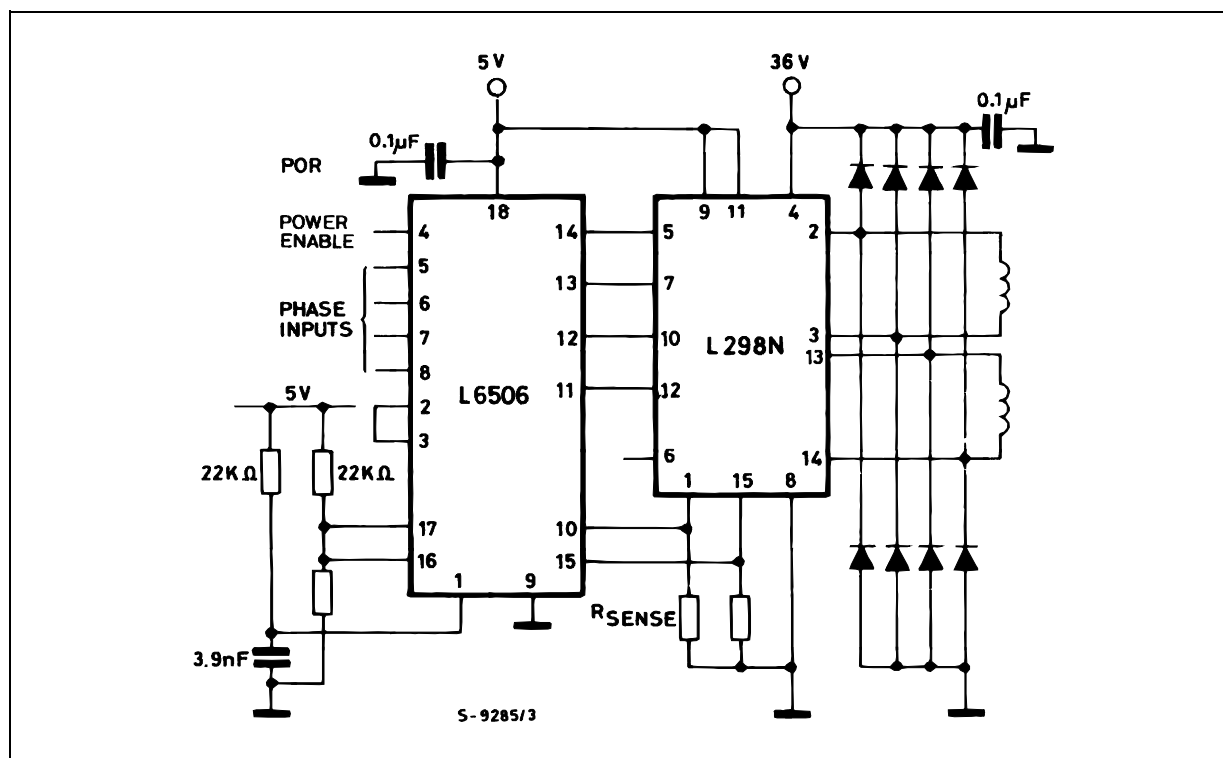 5 V
36 V
0.1µF
0.1µF
POR
18
9 11 4
POWER
ENABLE
4
14
5
2
5
PHASE
INPUTS
6
7
8
13
7
12
10
L298N
3
13
L6506
11
12
5V
2
3
6
14
22KΩ
22KΩ
1 15 8
17
10
16
15
1 9
RSENSE
3.9nF
S-9285/3